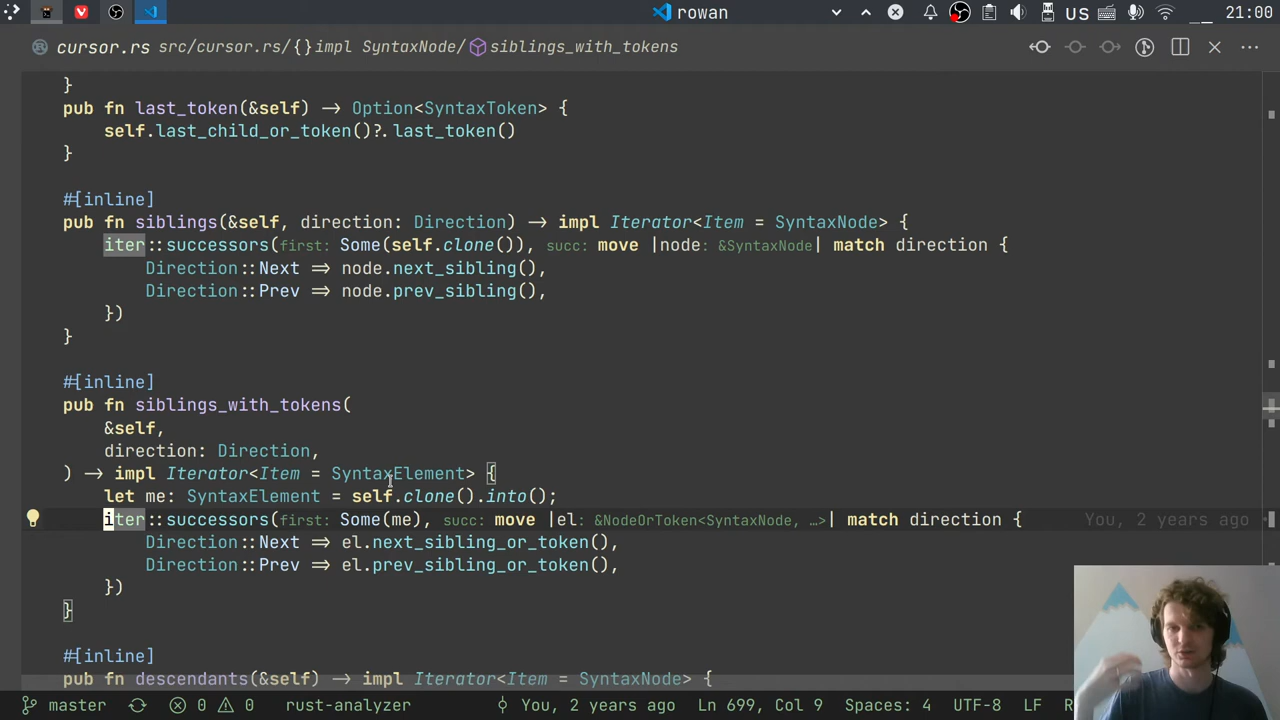 rowan
US
21:00
cursor.rs src/cursor.rs/{}impl SyntaxNode/siblings_with_tokens
}
pub fn last_token(&self) -> Option<SyntaxToken> {
self.last_child_or_token()?.last_token()
}
#[inline]
pub fn siblings(&self, direction: Direction) -> impl Iterator<Item = SyntaxNode> {
iter::successors(first: Some(self.clone()), succ: move |node: &SyntaxNode| match direction {
Direction::Next => node.next_sibling(),
Direction::Prev => node.prev_sibling(),
})
}
#[inline]
pub fn siblings_with_tokens(
&self,
direction: Direction,
) -> impl Iterator<Item = SyntaxElement> {
let me: SyntaxElement = self.clone().into();
iter::successors(first: Some(me), succ: move |el: &NodeOrToken<SyntaxNode, …>| match direction { You, 2 years ago
Direction::Next => el.next_sibling_or_token(),
Direction::Prev => el.prev_sibling_or_token(),
})
}
#[inline]
pub fn descendants(&self) -> impl Iterator<Item = SyntaxNode> {
master 0 0 rust-analyzer You, 2 years ago Ln 699, Col 9 Spaces: 4 UTF-8 LF Rust